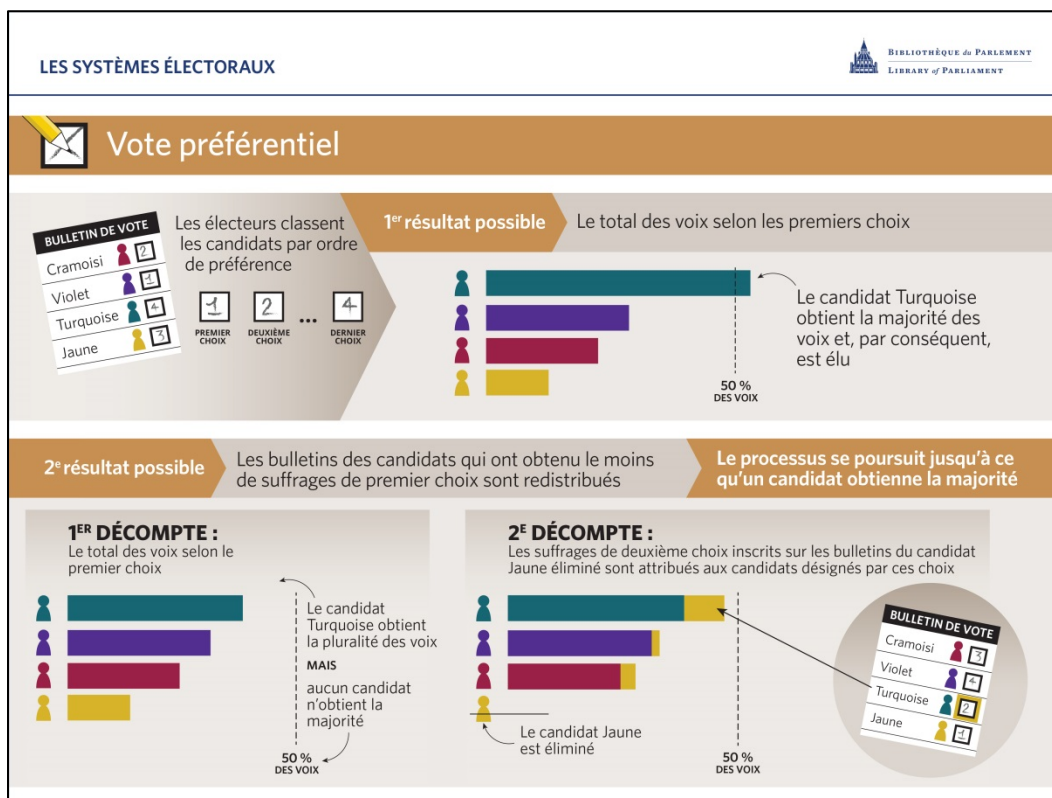 LES SYSTÈMES ÉLECTORAUX
BIBLIOTHÈQUE du PARLEMENT
LIBRARY of PARLIAMENT
Vote préférentiel
BULLETIN DE VOTE
Cramoisi 2
Violet 1
Turquoise 4
Jaune 3
Les électeurs classent
les candidats par ordre
de préférence
1 2 ... 4
PREMIER CHOIX
DEUXIÈME CHOIX
DERNIER CHOIX
1er résultat possible
Le total des voix selon les premiers choix
Le candidat Turquoise
obtient la majorité des
voix et, par conséquent,
est élu
50 %
DES VOIX
2e résultat possible
Les bulletins des candidats qui ont obtenu le moins
de suffrages de premier choix sont redistribués
Le processus se poursuit jusqu'à ce
qu'un candidat obtienne la majorité
1ER DÉCOMPTE :
Le total des voix selon le
premier choix
Le candidat
Turquoise obtient
la pluralité des voix
MAIS
aucun candidat
n'obtient la
majorité
50 %
DES VOIX
2E DÉCOMPTE :
Les suffrages de deuxième choix inscrits sur les bulletins du candidat
Jaune éliminé sont attribués aux candidats désignés par ces choix
Le candidat Jaune
est éliminé
50 %
DES VOIX
BULLETIN DE VOTE
Cramoisi 3
Violet 4
Turquoise 2
Jaune 1